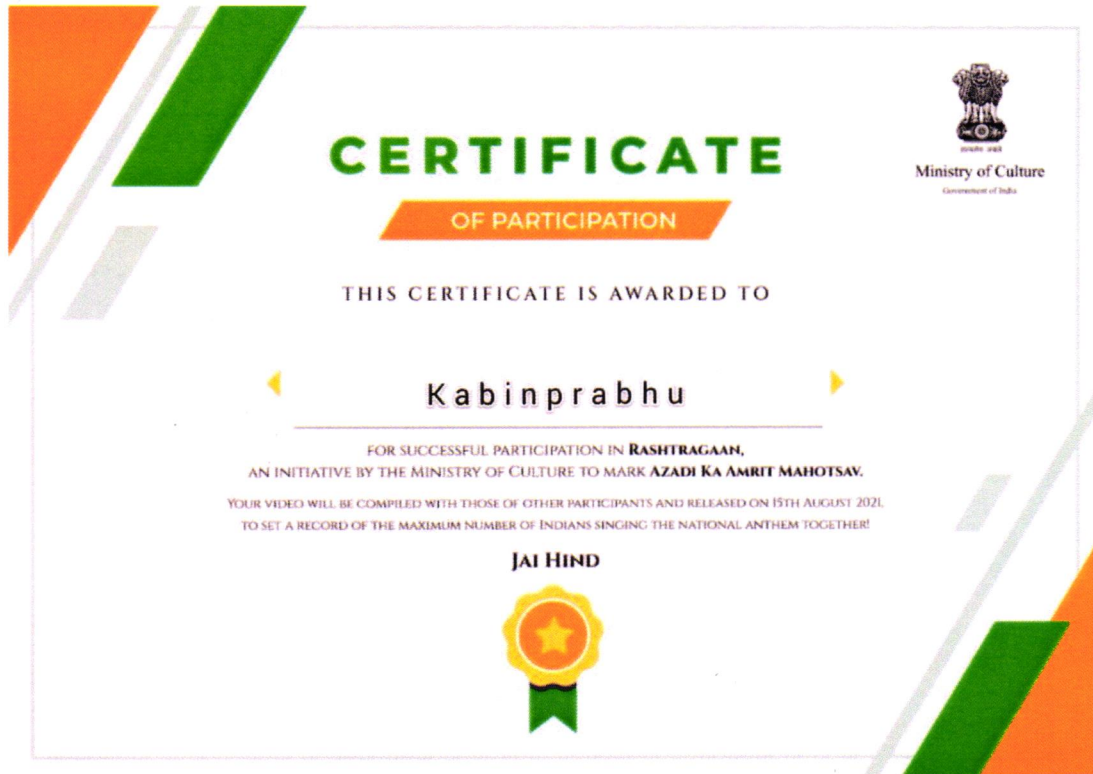 CERTIFICATE
OF PARTICIPATION
Ministry of Culture
Government of India
THIS CERTIFICATE IS AWARDED TO
Kabinprabhu
FOR SUCCESSFUL PARTICIPATION IN RASHTRAGAAN,
AN INITIATIVE BY THE MINISTRY OF CULTURE TO MARK AZADI KA AMRIT MAHOTSAV.
YOUR VIDEO WILL BE COMPILED WITH THOSE OF OTHER PARTICIPANTS AND RELEASED ON 15TH AUGUST 2021,
TO SET A RECORD OF THE MAXIMUM NUMBER OF INDIANS SINGING THE NATIONAL ANTHEM TOGETHER!
JAI HIND